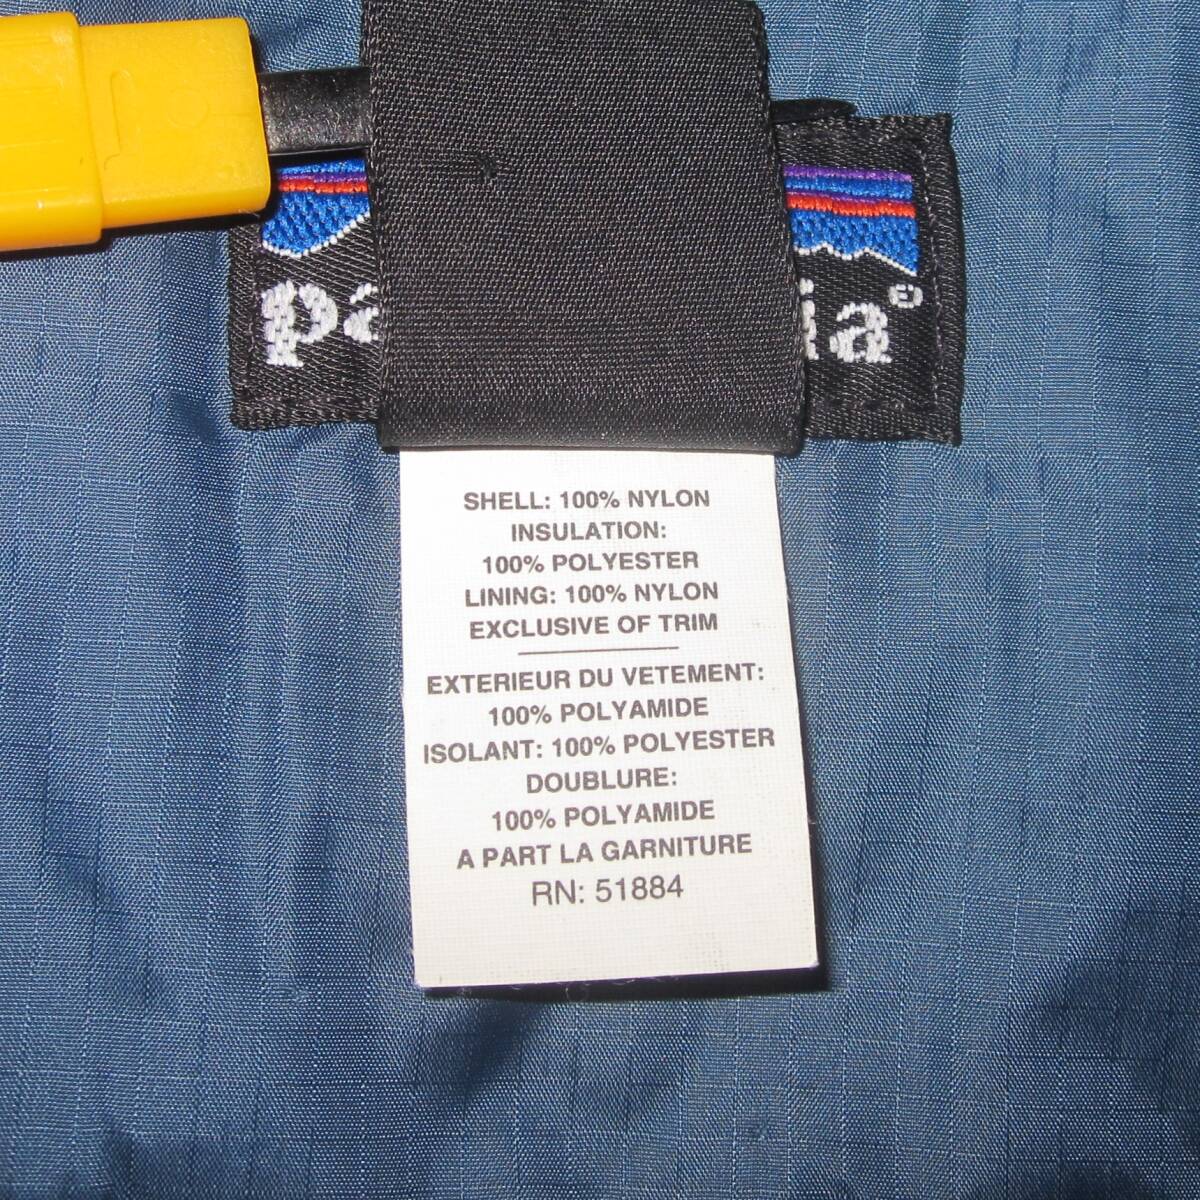 SHELL: 100% NYLON
INSULATION:
100% POLYESTER
LINING: 100% NYLON
EXCLUSIVE OF TRIM
EXTERIEUR DU VETEMENT:
100% POLYAMIDE
ISOLANT: 100% POLYESTER
DOUBLURE:
100% POLYAMIDE
A PART LA GARNITURE
RN: 51884